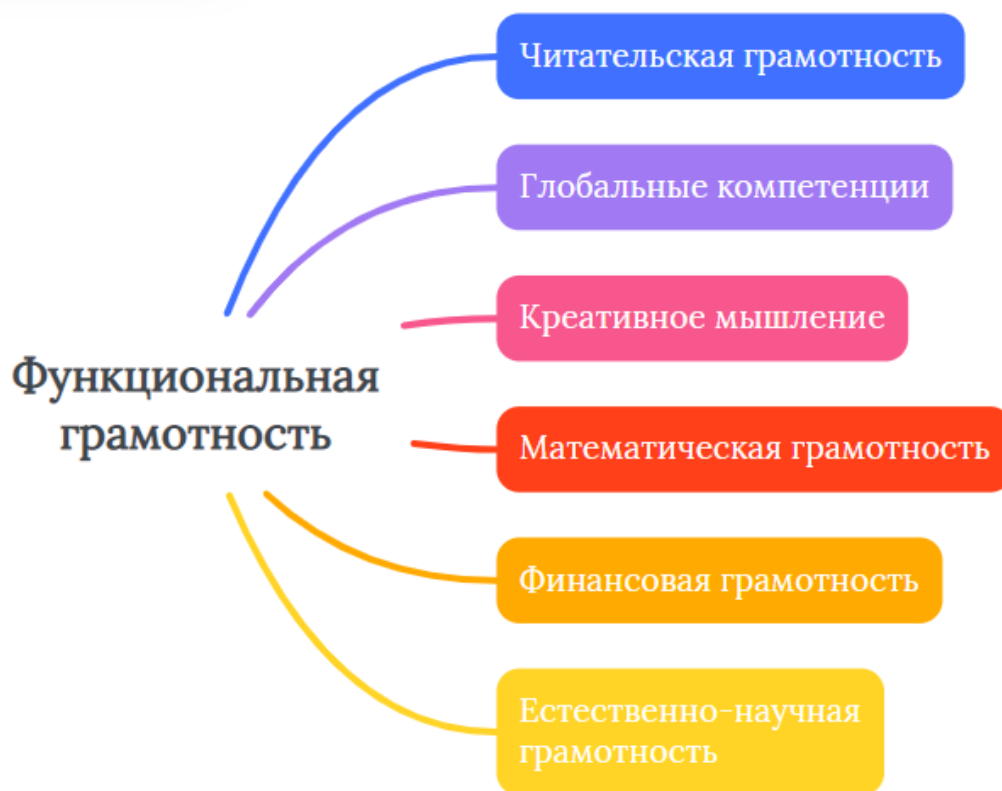 Читательская грамотность
Глобальные компетенции
Креативное мышление
Функциональная
грамотность
Математическая грамотность
Финансовая грамотность
Естественно-научная
грамотность